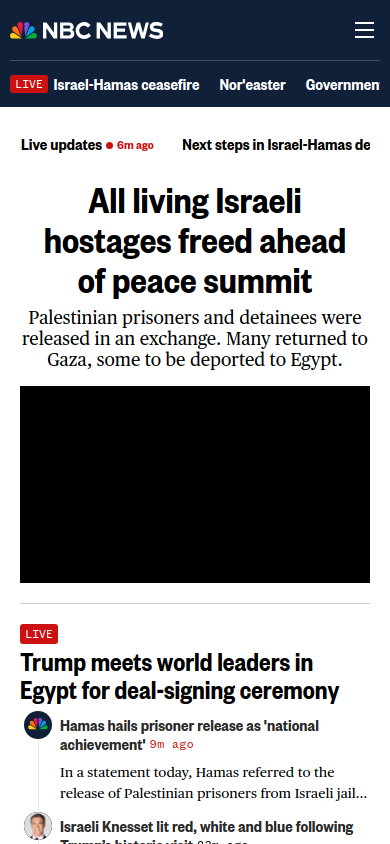 NBC NEWS
LIVE Israel-Hamas ceasefire Nor'easter Governmen
Live updates 6m ago Next steps in Israel-Hamas de
All living Israeli
hostages freed ahead
of peace summit
Palestinian prisoners and detainees were
released in an exchange. Many returned to
Gaza, some to be deported to Egypt.
LIVE
Trump meets world leaders in
Egypt for deal-signing ceremony
Hamas hails prisoner release as 'national
achievement' 9m ago
In a statement today, Hamas referred to the
release of Palestinian prisoners from Israeli jail...
Israeli Knesset lit red, white and blue following
Trump's historic visit